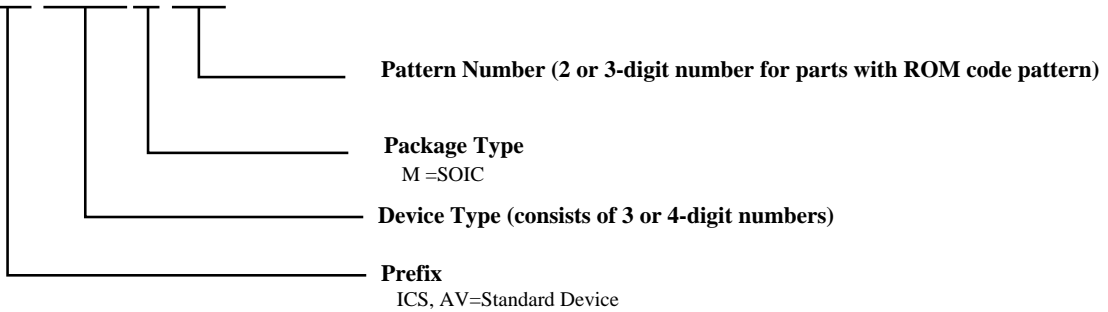 Pattern Number (2 or 3-digit number for parts with ROM code pattern)
Package Type
M =SOIC
Device Type (consists of 3 or 4-digit numbers)
Prefix
ICS, AV=Standard Device